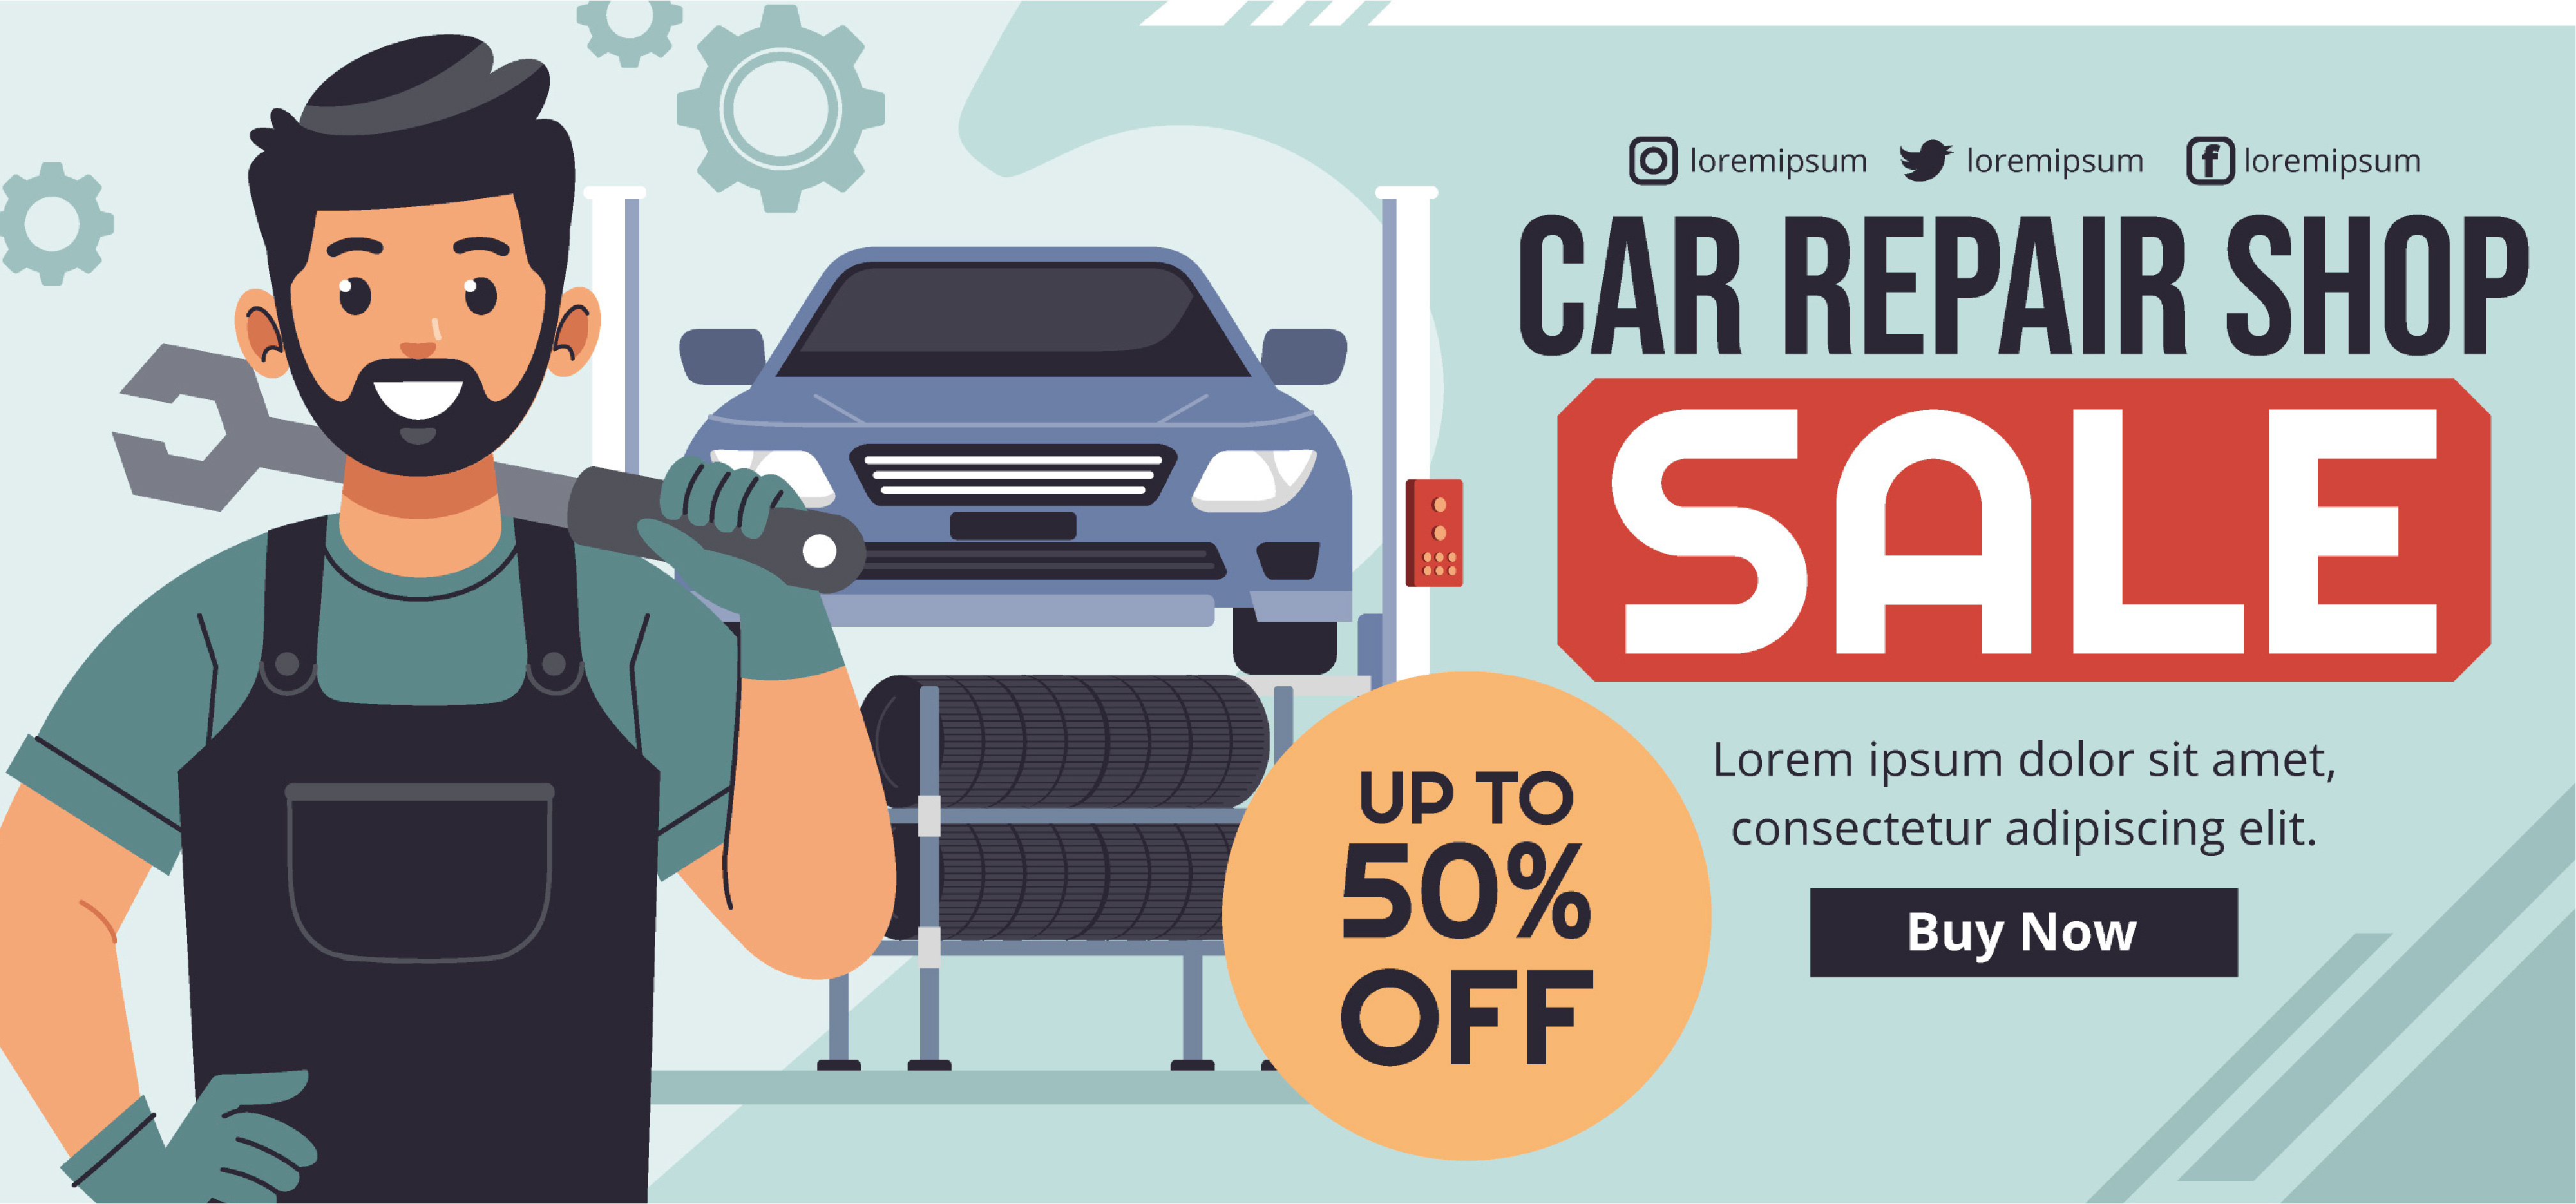 loremipsum loremipsum loremipsum
CAR REPAIR SHOP
SALE
UP TO
50%
OFF
Lorem ipsum dolor sit amet,
consectetur adipiscing elit.
Buy Now